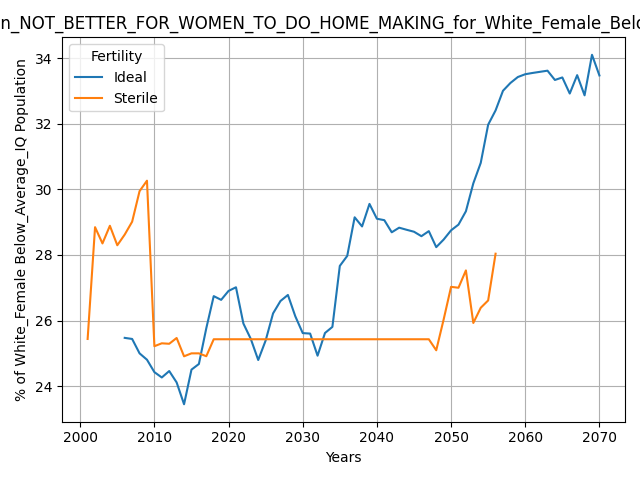 n_NOT_BETTER_FOR_WOMEN_TO_DO_HOME_MAKING_for_White_Female_Belo
Fertility
Ideal
Sterile
% of White_Female Below_Average_IQ Population
34
32
30
28
26
24
2000 2010 2020 2030 2040 2050 2060 2070
Years